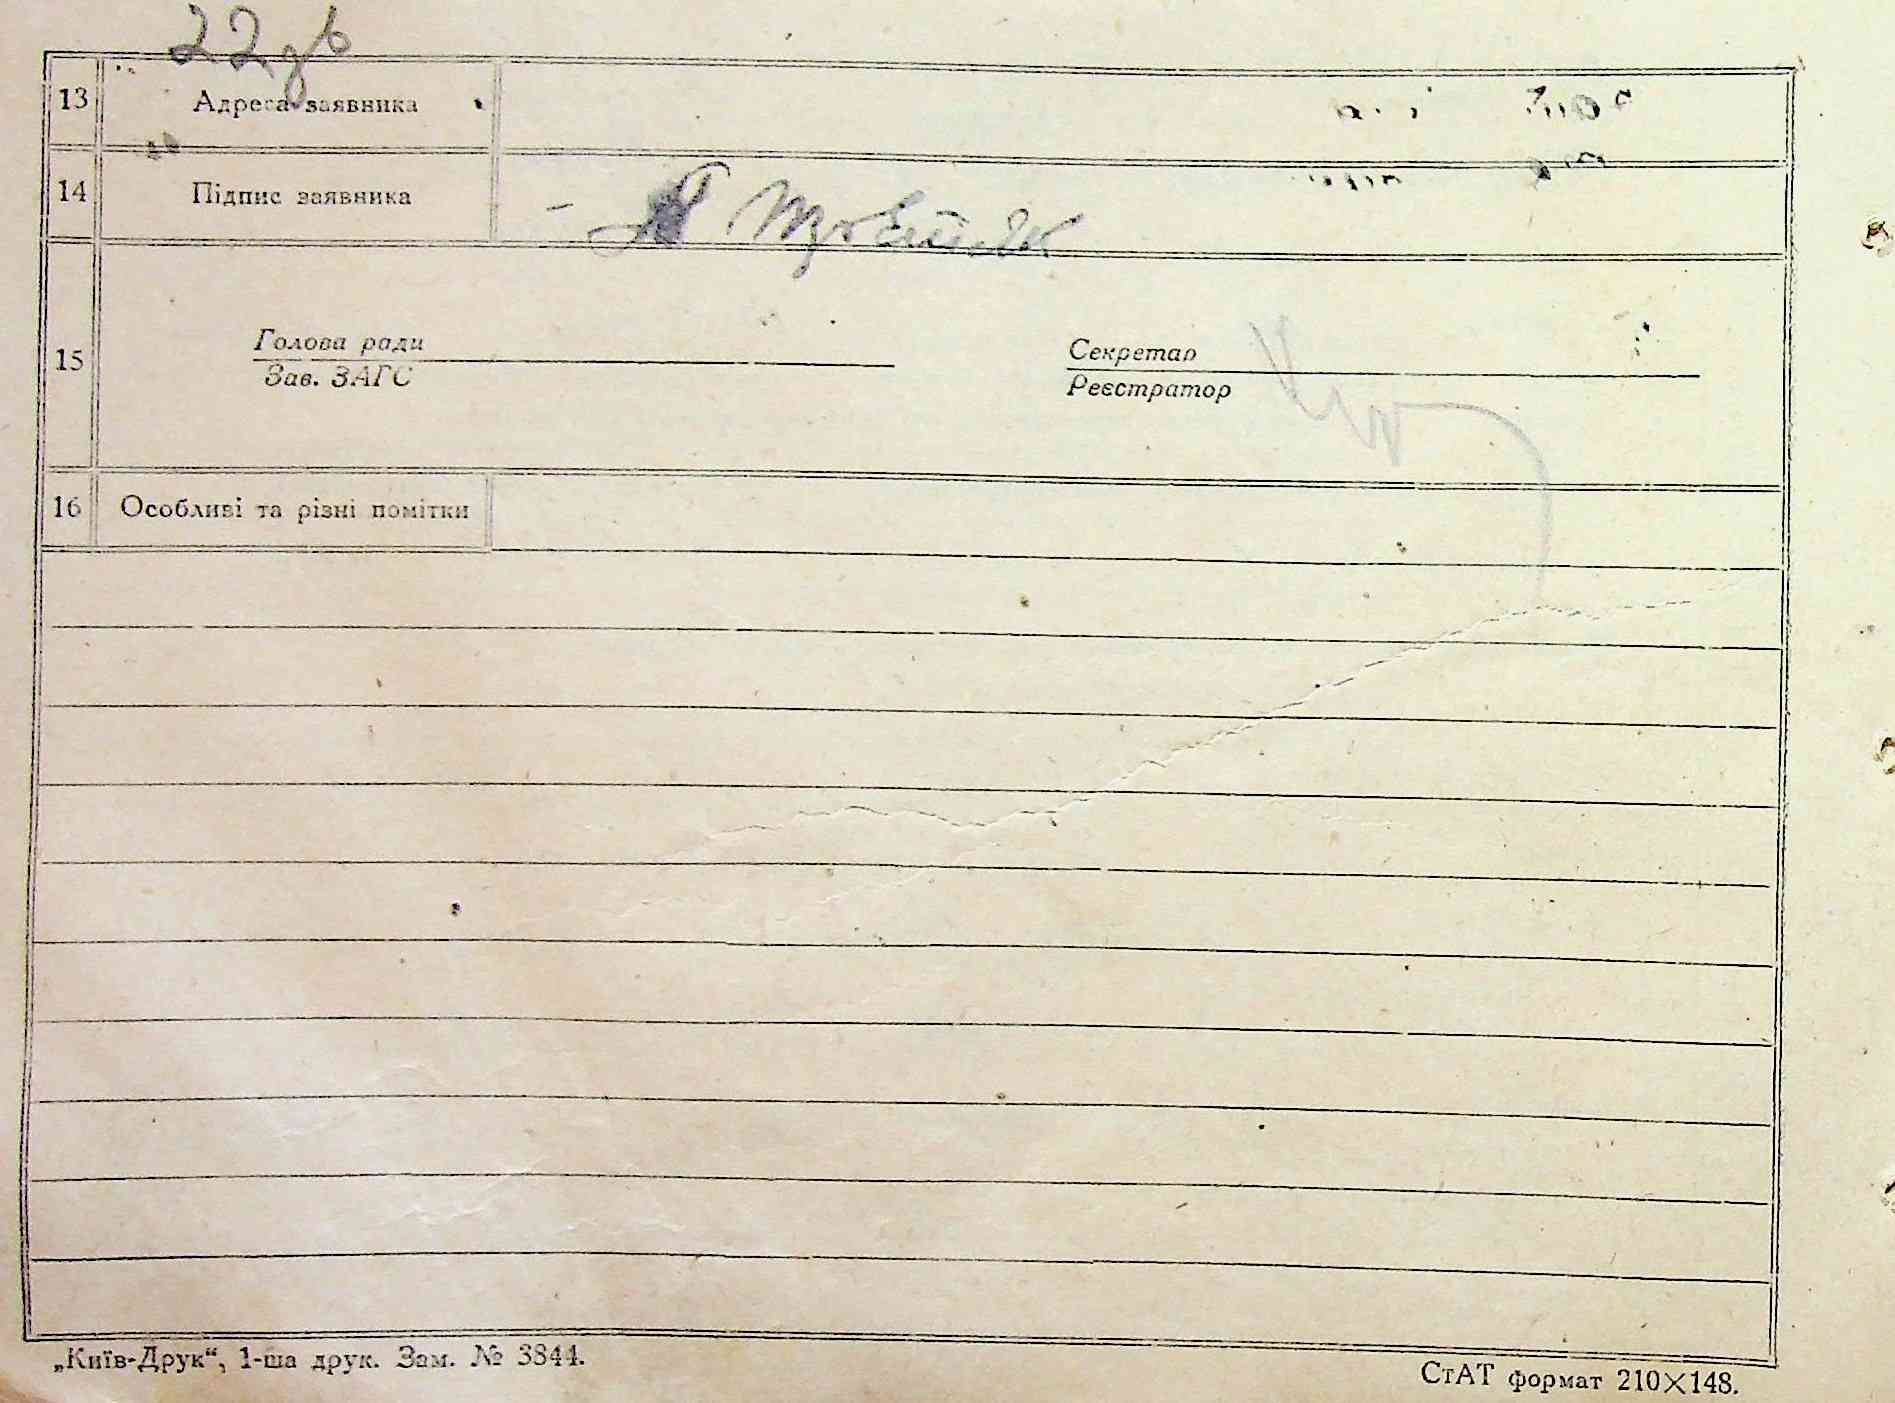 22 зв
13 Адреса заявника
14 Підпис заявника
15 Голова ради Секретар
Зав. ЗАГС Реєстратор
16 Особливі та різні помітки
„Київ-Друк“, 1-ша друк. Зам. № 3844.
СтАТ формат 210×148.